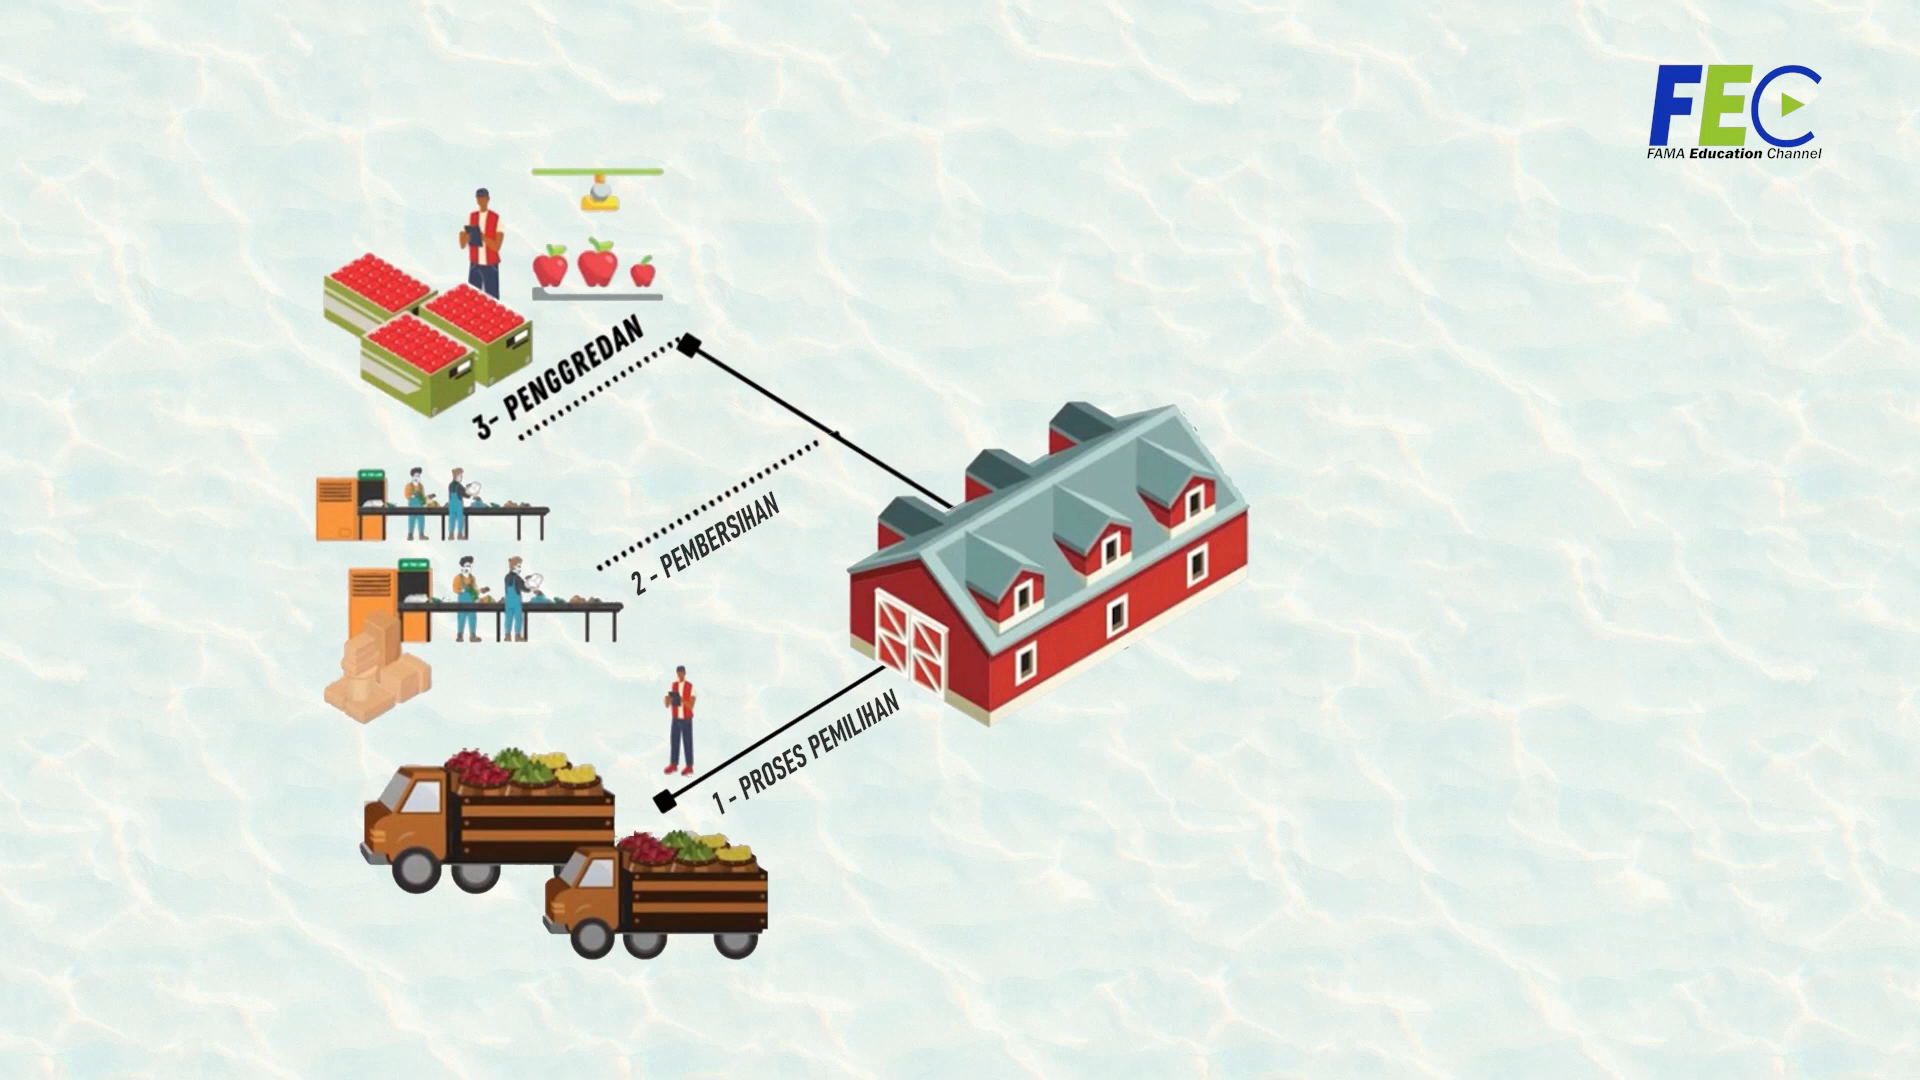 FEC
FAMA Education Channel
3- PENGGREDAN
2 - PEMBERSIHAN
1 - PROSES PEMILIHAN